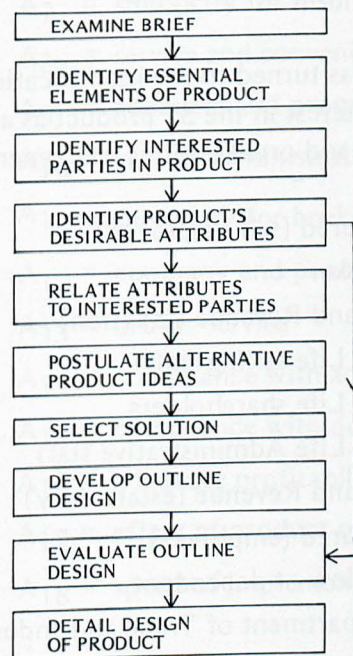 EXAMINE BRIEF
IDENTIFY ESSENTIAL
ELEMENTS OF PRODUCT
IDENTIFY INTERESTED
PARTIES IN PRODUCT
IDENTIFY PRODUCT'S
DESIRABLE ATTRIBUTES
RELATE ATTRIBUTES
TO INTERESTED PARTIES
POSTULATE ALTERNATIVE
PRODUCT IDEAS
SELECT SOLUTION
DEVELOP OUTLINE
DESIGN
EVALUATE OUTLINE
DESIGN
DETAIL DESIGN
OF PRODUCT